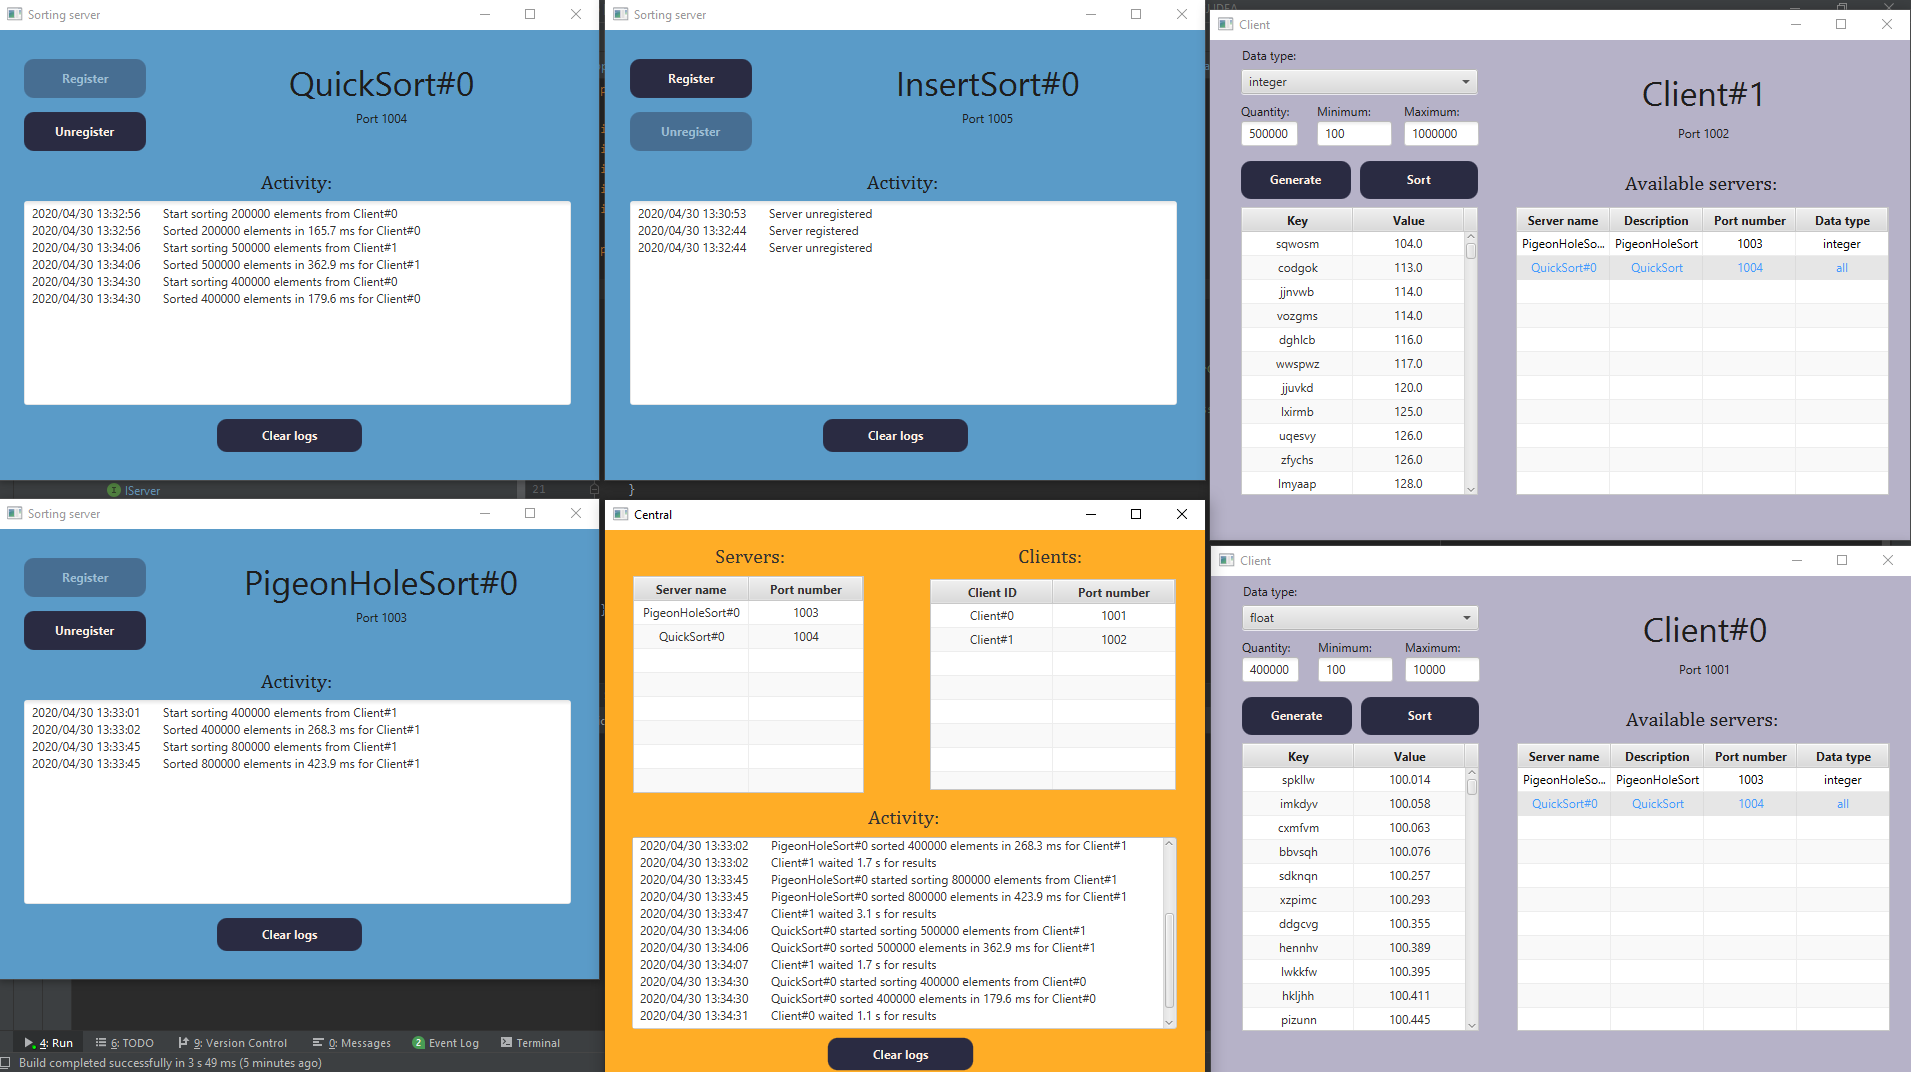 Sorting server
Register
Unregister
QuickSort#0
Port 1004
Activity:
2020/04/30 13:32:56 Start sorting 200000 elements from Client#0
2020/04/30 13:32:56 Sorted 200000 elements in 165.7 ms for Client#0
2020/04/30 13:34:06 Start sorting 500000 elements from Client#1
2020/04/30 13:34:06 Sorted 500000 elements in 362.9 ms for Client#1
2020/04/30 13:34:30 Start sorting 400000 elements from Client#0
2020/04/30 13:34:30 Sorted 400000 elements in 179.6 ms for Client#0
Clear logs
Sorting server
Register
Unregister
InsertSort#0
Port 1005
Activity:
2020/04/30 13:30:53 Server unregistered
2020/04/30 13:32:44 Server registered
2020/04/30 13:32:44 Server unregistered
Clear logs
Client
Data type:
integer
Quantity: Minimum: Maximum:
500000 100 1000000
Generate Sort
Client#1
Port 1002
Available servers:
Key Value
sqwosm 104.0
codgok 113.0
jjnvwb 114.0
vozgms 114.0
dghlcb 116.0
wwspwz 117.0
jjuvkd 120.0
lxirmb 125.0
uqesvy 126.0
zfychs 126.0
lmyaap 128.0
Server name Description Port number Data type
PigeonHoleSo... PigeonHoleSort 1003 integer
QuickSort#0 QuickSort 1004 all
IServer
21 }
Sorting server
Register
Unregister
PigeonHoleSort#0
Port 1003
Activity:
2020/04/30 13:33:01 Start sorting 400000 elements from Client#1
2020/04/30 13:33:02 Sorted 400000 elements in 268.3 ms for Client#1
2020/04/30 13:33:45 Start sorting 800000 elements from Client#1
2020/04/30 13:33:45 Sorted 800000 elements in 423.9 ms for Client#1
Clear logs
Central
Servers:
Server name Port number
PigeonHoleSort#0 1003
QuickSort#0 1004
Clients:
Client ID Port number
Client#0 1001
Client#1 1002
Activity:
2020/04/30 13:33:02 PigeonHoleSort#0 sorted 400000 elements in 268.3 ms for Client#1
2020/04/30 13:33:02 Client#1 waited 1.7 s for results
2020/04/30 13:33:45 PigeonHoleSort#0 started sorting 800000 elements from Client#1
2020/04/30 13:33:45 PigeonHoleSort#0 sorted 800000 elements in 423.9 ms for Client#1
2020/04/30 13:33:47 Client#1 waited 3.1 s for results
2020/04/30 13:34:06 QuickSort#0 started sorting 500000 elements from Client#1
2020/04/30 13:34:06 QuickSort#0 sorted 500000 elements in 362.9 ms for Client#1
2020/04/30 13:34:07 Client#1 waited 1.7 s for results
2020/04/30 13:34:30 QuickSort#0 started sorting 400000 elements from Client#0
2020/04/30 13:34:30 QuickSort#0 sorted 400000 elements in 179.6 ms for Client#0
2020/04/30 13:34:31 Client#0 waited 1.1 s for results
Clear logs
Client
Data type:
float
Quantity: Minimum: Maximum:
400000 100 10000
Generate Sort
Client#0
Port 1001
Available servers:
Key Value
spkllw 100.014
imkdyv 100.058
cxmfvm 100.063
bbvsqh 100.076
sdknqn 100.257
xzpimc 100.293
ddgcvg 100.355
hennhv 100.389
lwkkfw 100.395
hkljhh 100.411
pizunn 100.445
Server name Description Port number Data type
PigeonHoleSo... PigeonHoleSort 1003 integer
QuickSort#0 QuickSort 1004 all
4: Run 6: TODO 9: Version Control 0: Messages 2 Event Log Terminal
Build completed successfully in 3 s 49 ms (5 minutes ago)